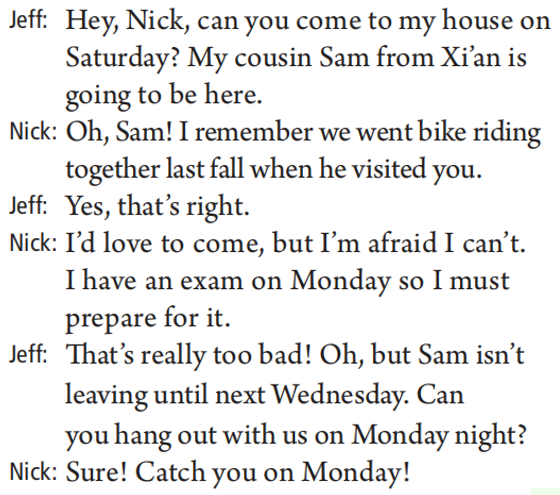 Jeff: Hey, Nick, can you come to my house on
Saturday? My cousin Sam from Xi’an is
going to be here.
Nick: Oh, Sam! I remember we went bike riding
together last fall when he visited you.
Jeff: Yes, that’s right.
Nick: I’d love to come, but I’m afraid I can’t.
I have an exam on Monday so I must
prepare for it.
Jeff: That’s really too bad! Oh, but Sam isn’t
leaving until next Wednesday. Can
you hang out with us on Monday night?
Nick: Sure! Catch you on Monday!